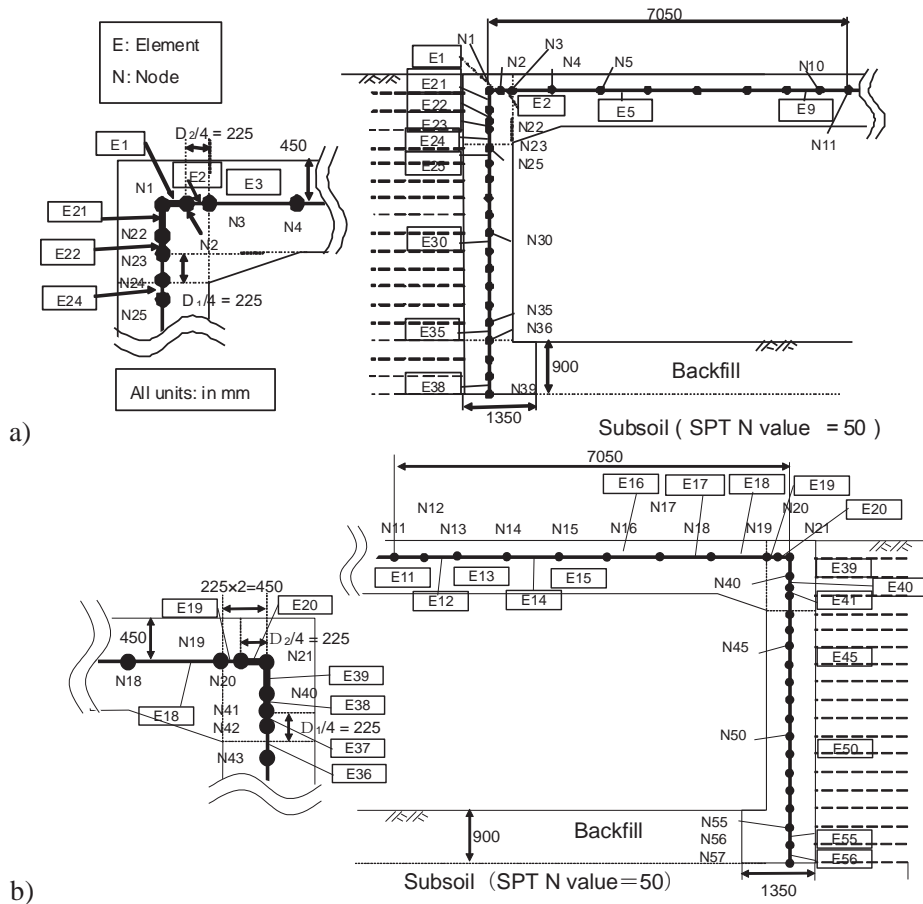 E: Element
N: Node
D₂/4 = 225
450
E1
E2
E3
N1
E21
N22
N2
N3
N4
E22
N23
N24
D₁/4 = 225
E24
N25
All units: in mm
a)
7050
N1
N3
E1
N2
N4
N5
N10
E21
E22
E2
E5
E9
E23
N22
N11
E24
N23
E25
N25
E30
N30
N35
E35
N36
900
Backfill
E38
N39
1350
Subsoil ( SPT N value = 50 )
7050
E16
E17
E18
E19
N12
N17
N20
E20
N11
N13
N14
N15
N16
N18
N19
N21
E11
E13
E15
N40
E39
E40
E12
E14
E41
225×2=450
E19
E20
450
N19
D₂/4 = 225
N45
N21
E45
N18
N20
E39
N40
E18
N41
E38
N42
D₁/4 = 225
N50
E37
E50
N43
E36
900
Backfill
N55
N56
E55
N57
E56
1350
Subsoil (SPT N value=50)
b)